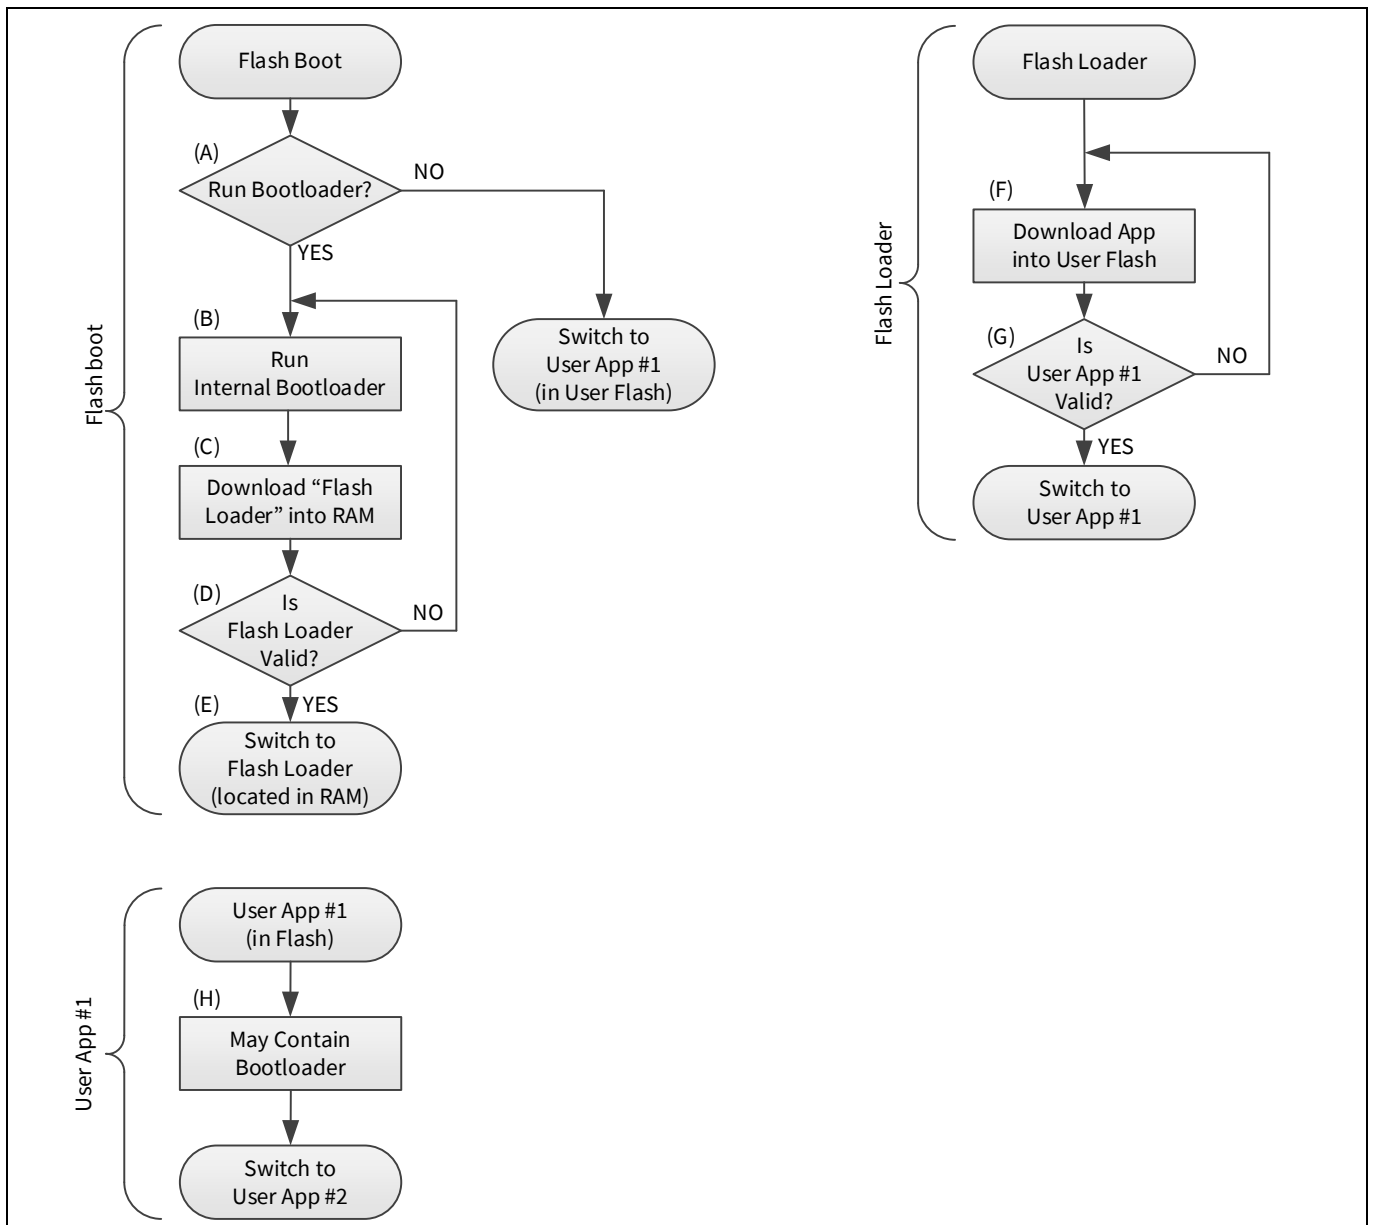 Flash boot
Flash Boot
(A)
Run Bootloader?
NO
YES
(B)
Run
Internal Bootloader
(C)
Download “Flash
Loader” into RAM
(D)
Is
Flash Loader
Valid?
NO
YES
(E)
Switch to
Flash Loader
(located in RAM)
Switch to
User App #1
(in User Flash)
Flash Loader
Flash Loader
(F)
Download App
into User Flash
(G)
Is
User App #1
Valid?
NO
YES
Switch to
User App #1
User App #1
User App #1
(in Flash)
(H)
May Contain
Bootloader
Switch to
User App #2